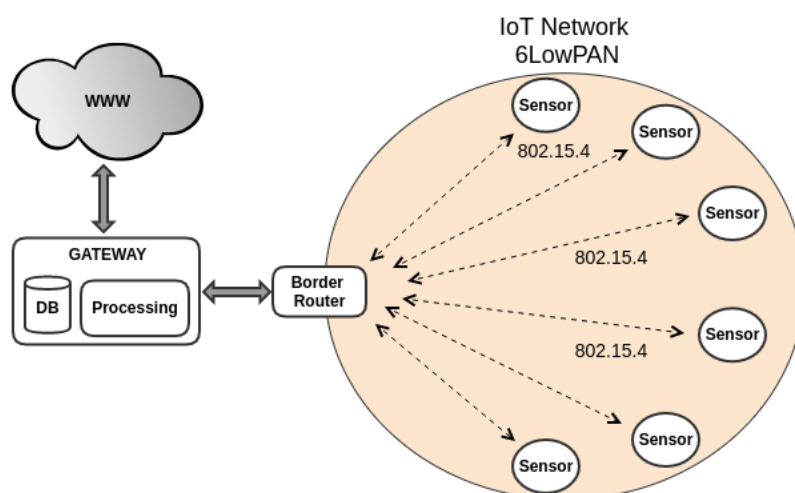 IoT Network
6LowPAN
WWW
GATEWAY
DB
Processing
Border
Router
Sensor
802.15.4
Sensor
Sensor
802.15.4
Sensor
802.15.4
Sensor
Sensor